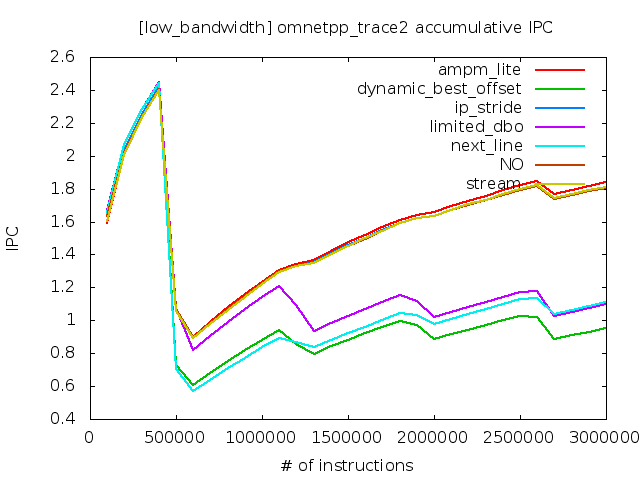 [low_bandwidth] omnetpp_trace2 accumulative IPC
2.6
2.4
2.2
2
1.8
1.6
1.4
1.2
1
0.8
0.6
0.4
IPC
ampm_lite
dynamic_best_offset
ip_stride
limited_dbo
next_line
NO
stream
0 500000 1000000 1500000 2000000 2500000 3000000
# of instructions